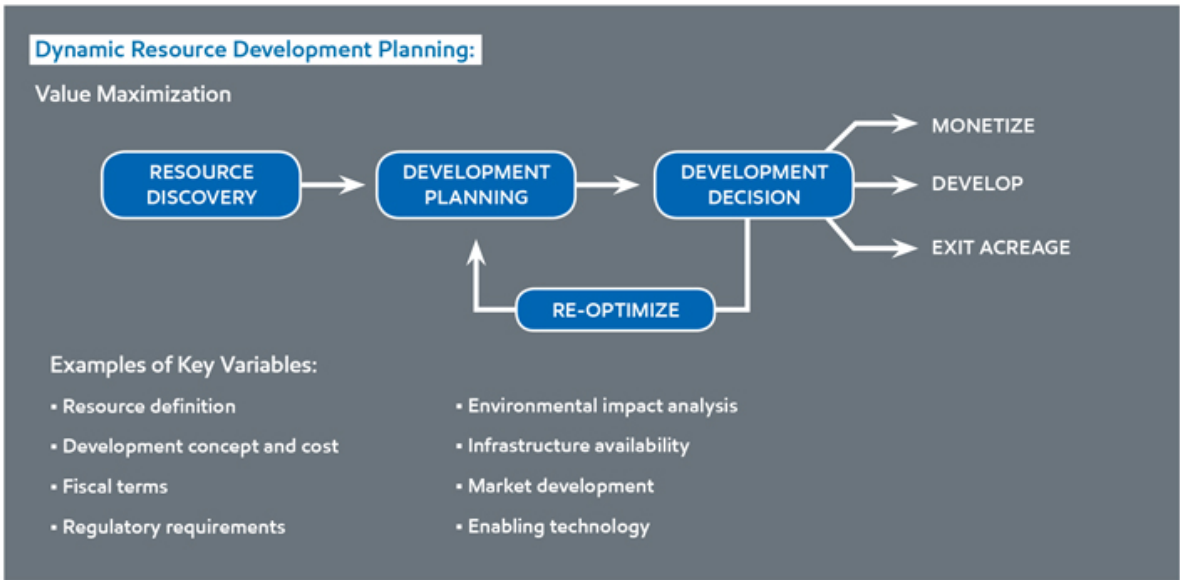 Dynamic Resource Development Planning:
Value Maximization
RESOURCE
DISCOVERY
DEVELOPMENT
PLANNING
DEVELOPMENT
DECISION
MONETIZE
DEVELOP
EXIT ACREAGE
RE-OPTIMIZE
Examples of Key Variables:
▪ Resource definition
▪ Development concept and cost
▪ Fiscal terms
▪ Regulatory requirements
▪ Environmental impact analysis
▪ Infrastructure availability
▪ Market development
▪ Enabling technology